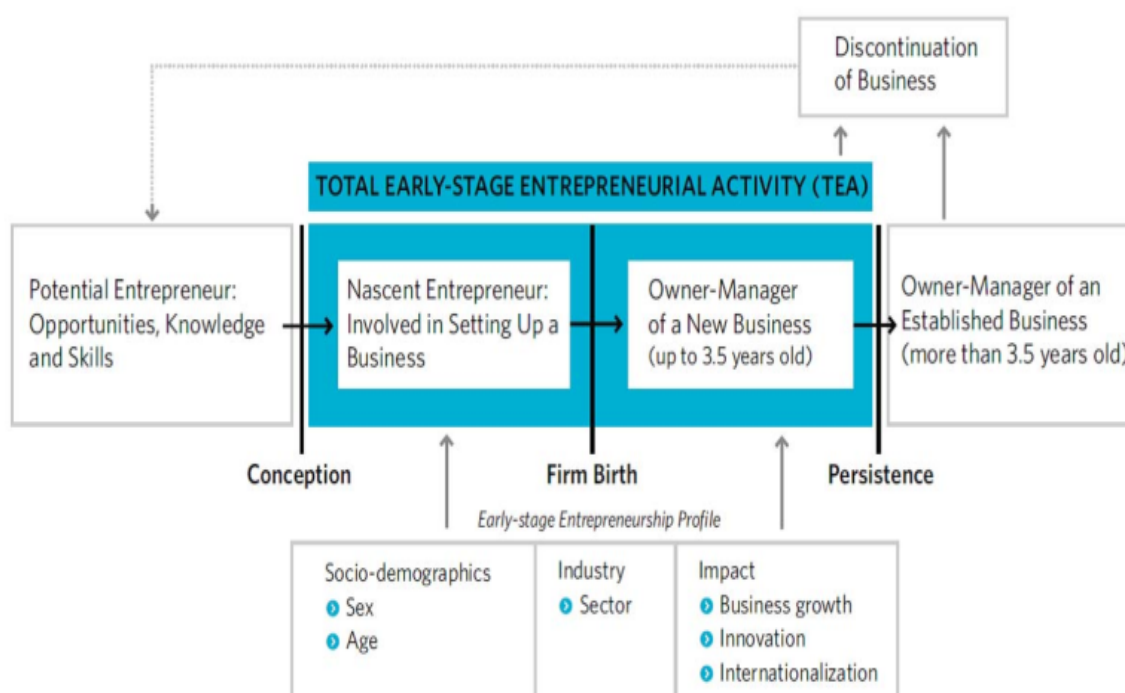 Discontinuation
of Business
TOTAL EARLY-STAGE ENTREPRENEURIAL ACTIVITY (TEA)
Potential Entrepreneur:
Opportunities, Knowledge
and Skills
Nascent Entrepreneur:
Involved in Setting Up a
Business
Owner-Manager
of a New Business
(up to 3.5 years old)
Owner-Manager of an
Established Business
(more than 3.5 years old)
Conception
Firm Birth
Persistence
Early-stage Entrepreneurship Profile
Socio-demographics
Sex
Age
Industry
Sector
Impact
Business growth
Innovation
Internationalization